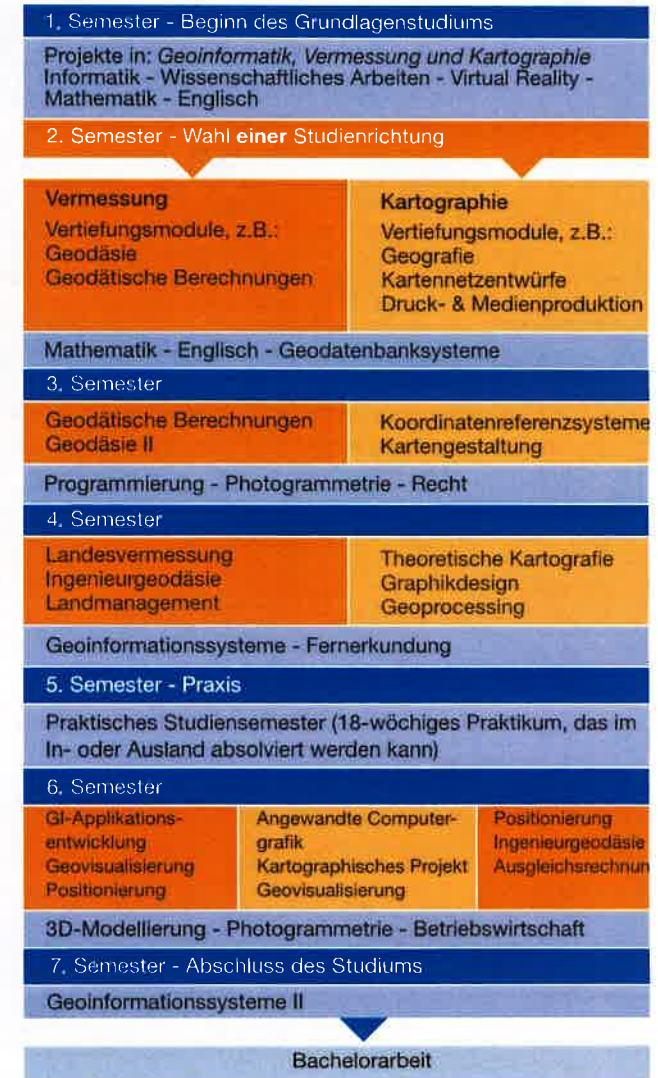 1. Semester - Beginn des Grundlagenstudiums
Projekte in: Geoinformatik, Vermessung und Kartographie
Informatik - Wissenschaftliches Arbeiten - Virtual Reality -
Mathematik - Englisch
2. Semester - Wahl einer Studienrichtung
Vermessung
Vertiefungsmodule, z.B.:
Geodäsie
Geodätische Berechnungen
Kartographie
Vertiefungsmodule, z.B.:
Geografie
Kartennetzentwürfe
Druck- & Medienproduktion
Mathematik - Englisch - Geodatenbanksysteme
3. Semester
Geodätische Berechnungen
Geodäsie II
Koordinatenreferenzsysteme
Kartengestaltung
Programmierung - Photogrammetrie - Recht
4. Semester
Landesvermessung
Ingenieurgeodäsie
Landmanagement
Theoretische Kartografie
Graphikdesign
Geoprocessing
Geoinformationssysteme - Fernerkundung
5. Semester - Praxis
Praktisches Studiensemester (18-wöchiges Praktikum, das im
In- oder Ausland absolviert werden kann)
6. Semester
GI-Applikations-
entwicklung
Geovisualisierung
Positionierung
Angewandte Computer-
grafik
Kartographisches Projekt
Geovisualisierung
Positionierung
Ingenieurgeodäsie
Ausgleichsrechnun
3D-Modellierung - Photogrammetrie - Betriebswirtschaft
7. Semester - Abschluss des Studiums
Geoinformationssysteme II
Bachelorarbeit